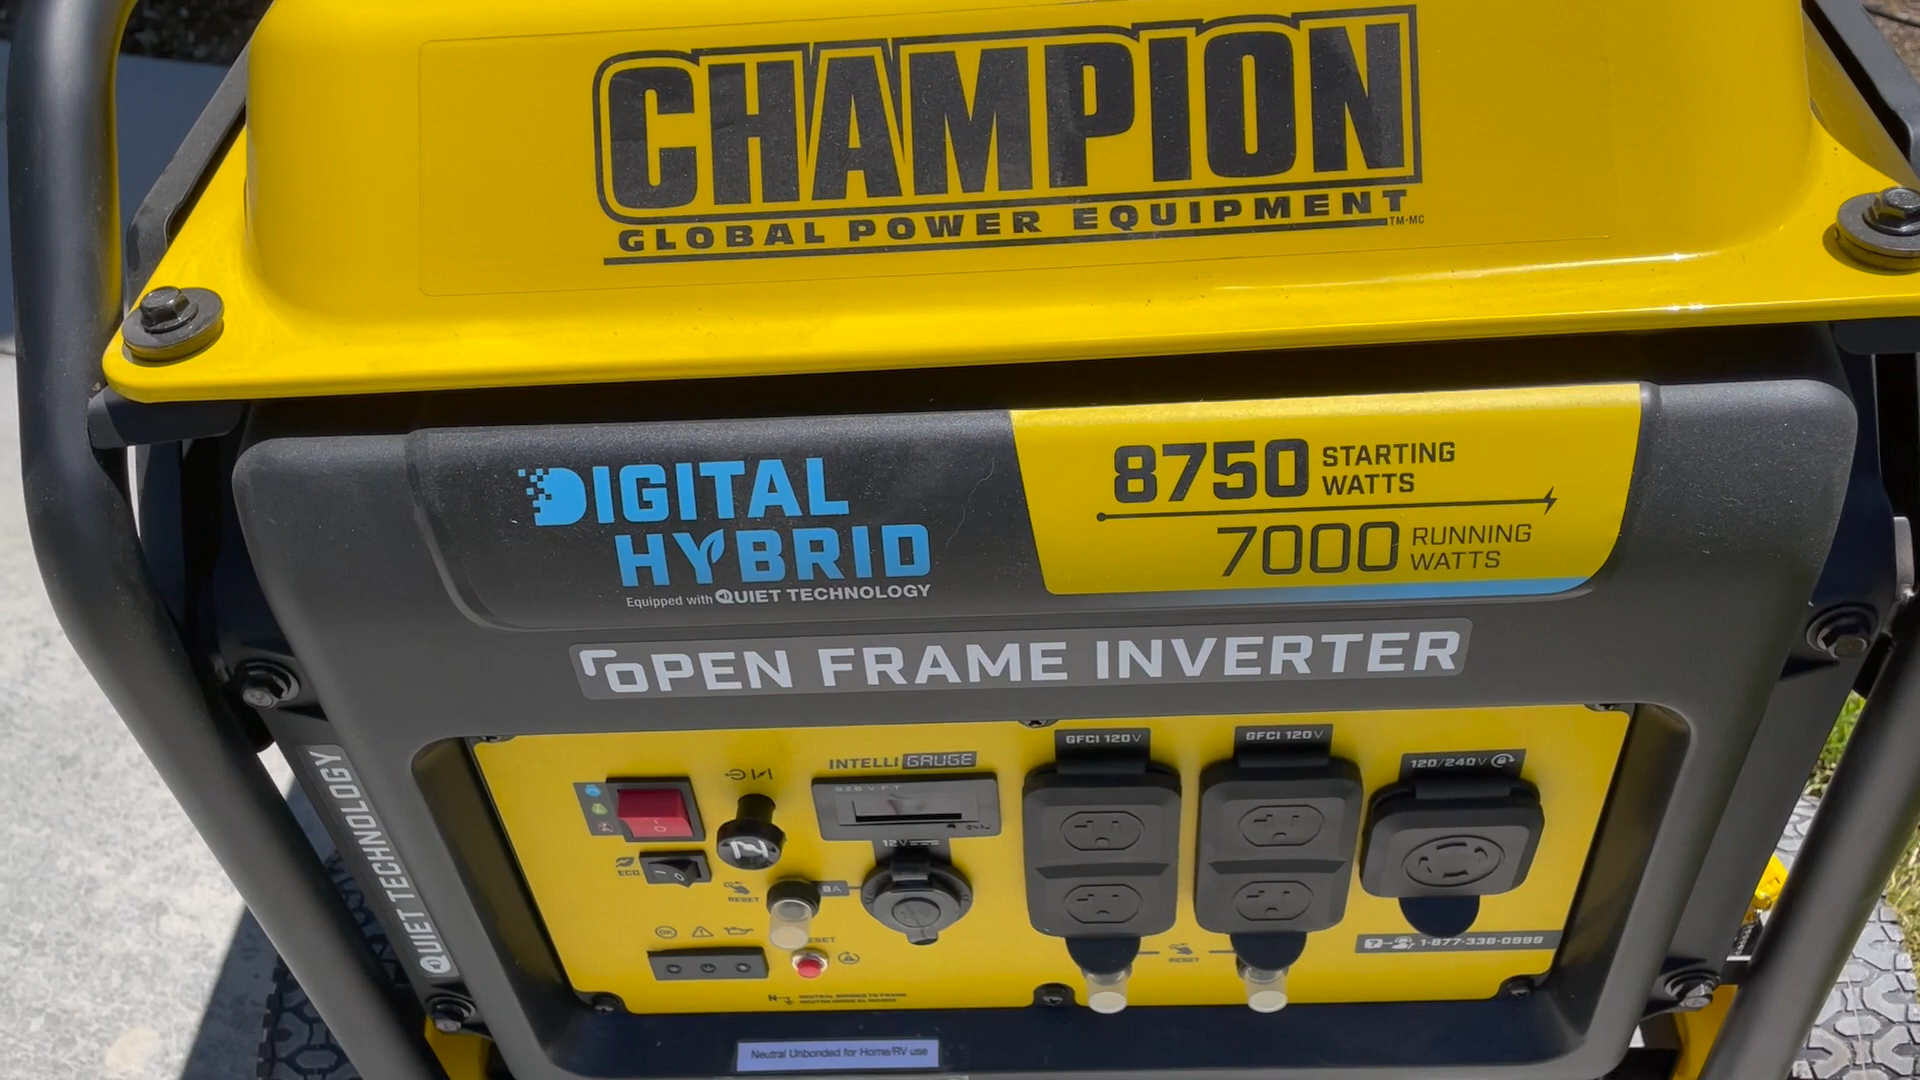 CHAMPION
GLOBAL POWER EQUIPMENT
TM-MC
DIGITAL
HYBRID
Equipped with QUIET TECHNOLOGY
8750 STARTING WATTS
7000 RUNNING WATTS
OPEN FRAME INVERTER
QUIET TECHNOLOGY
INTELLIGAUGE
GFCI 120V
GFCI 120V
120/240V
12V
ECO
RESET
8A
RESET
RESET
1-877-338-0999
Neutral Unbonded for Home/RV use